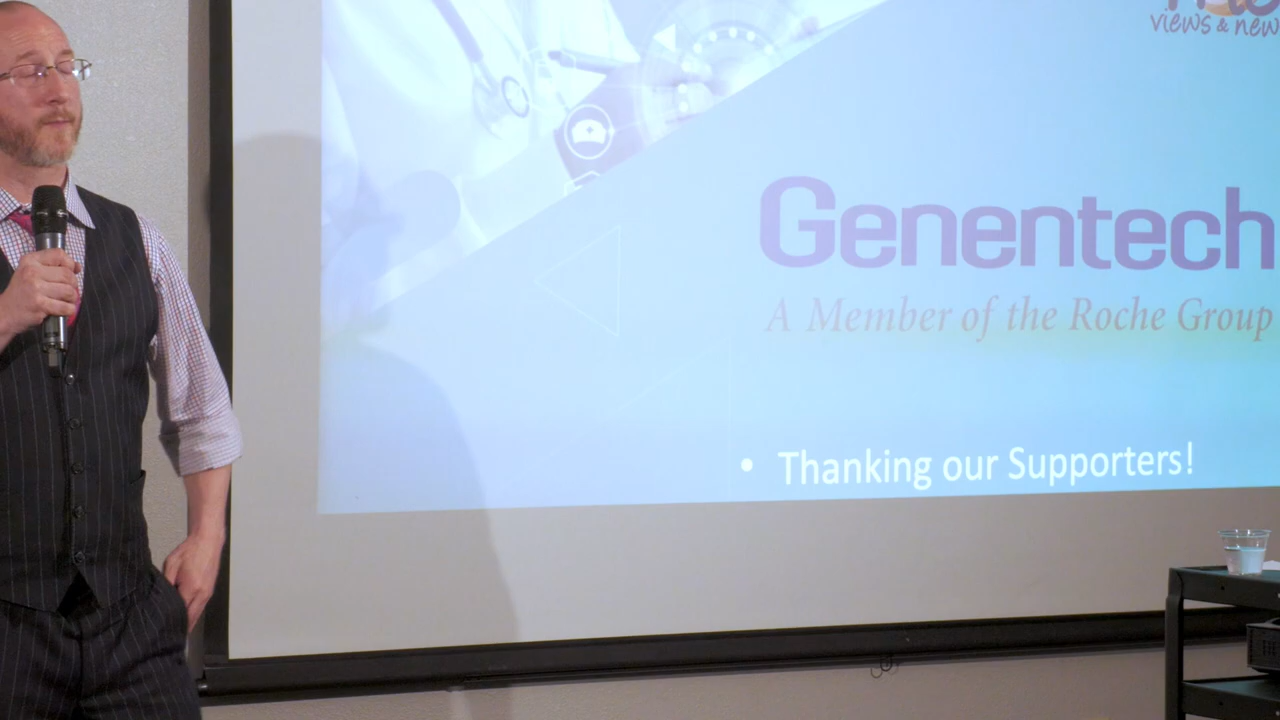 views & new
Genentech
A Member of the Roche Group
• Thanking our Supporters!